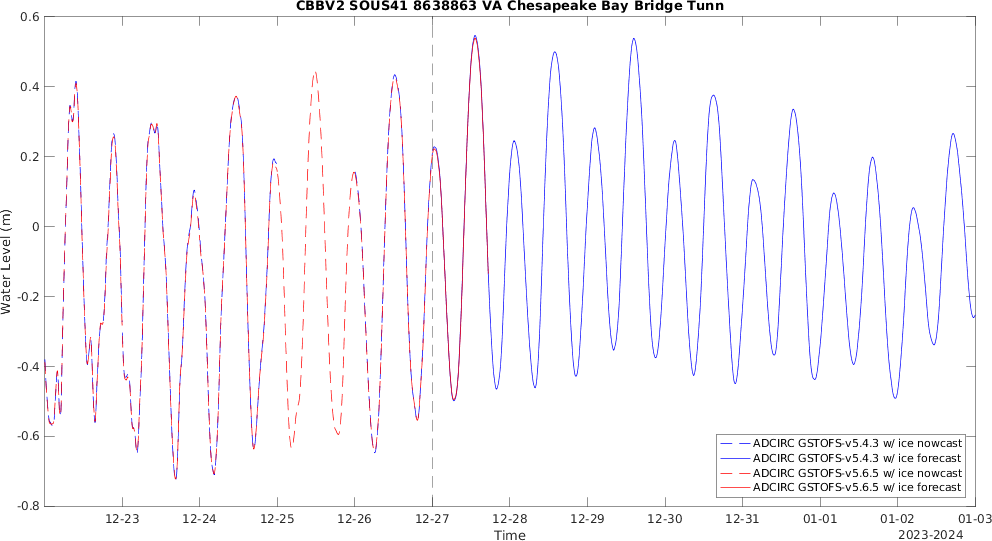 CBBV2 SOUS41 8638863 VA Chesapeake Bay Bridge Tunn
0.6
0.4
0.2
0
-0.2
-0.4
-0.6
-0.8
Water Level (m)
ADCIRC GSTOFS-v5.4.3 w/ ice nowcast
ADCIRC GSTOFS-v5.4.3 w/ ice forecast
ADCIRC GSTOFS-v5.6.5 w/ ice nowcast
ADCIRC GSTOFS-v5.6.5 w/ ice forecast
12-23 12-24 12-25 12-26 12-27 12-28 12-29 12-30 12-31 01-01 01-02 01-03
Time
2023-2024